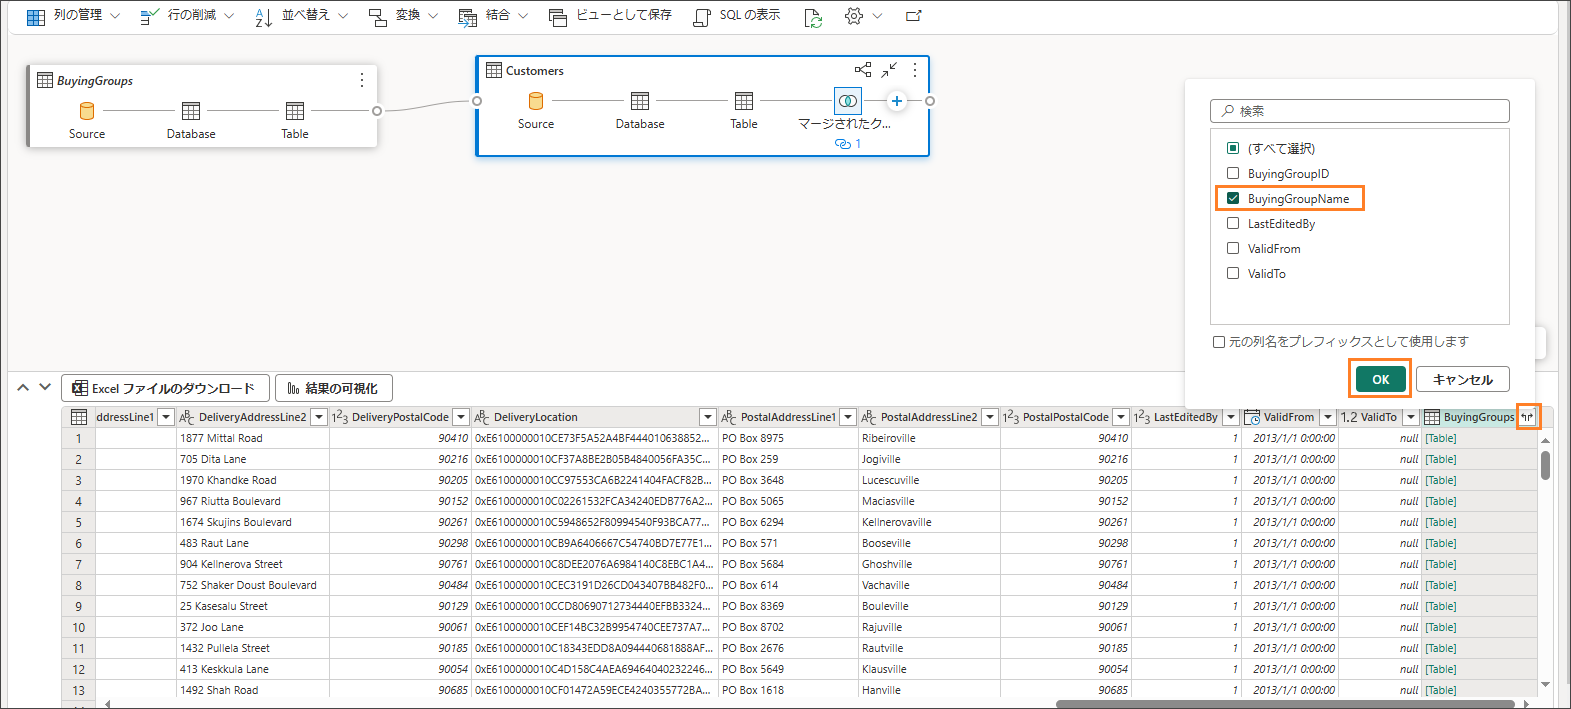 列の管理 行の削減 並べ替え 変換 結合 ビューとして保存 SQL の表示
BuyingGroups
Source Database Table
Customers
Source Database Table マージされたク...
1
検索
(すべて選択)
BuyingGroupID
BuyingGroupName
LastEditedBy
ValidFrom
ValidTo
元の列名をプレフィックスとして使用します
OK キャンセル
Excel ファイルのダウンロード 結果の可視化
ddressLine1 DeliveryAddressLine2 DeliveryPostalCode DeliveryLocation PostalAddressLine1 PostalAddressLine2 PostalPostalCode LastEditedBy ValidFrom ValidTo BuyingGroups
1 1877 Mittal Road 90410 0xE6100000010CE73F5A52A4BF444010638852... PO Box 8975 Ribeiroville 90410 1 2013/1/1 0:00:00 null [Table]
2 705 Dita Lane 90216 0xE6100000010CF37A8BE2B05B4840056FA35C... PO Box 259 Jogiville 90216 1 2013/1/1 0:00:00 null [Table]
3 1970 Khandke Road 90205 0xE6100000010CC97553CA6B2241404FACF82B... PO Box 3648 Lucescuville 90205 1 2013/1/1 0:00:00 null [Table]
4 967 Riutta Boulevard 90152 0xE6100000010C02261532FCA34240EDB776A2... PO Box 5065 Maciasville 90152 1 2013/1/1 0:00:00 null [Table]
5 1674 Skujins Boulevard 90261 0xE6100000010C5948652F80994540F93BCA77... PO Box 6294 Kellnerovaville 90261 1 2013/1/1 0:00:00 null [Table]
6 483 Raut Lane 90298 0xE6100000010CB9A6406667C54740BD7E77E1... PO Box 571 Booseville 90298 1 2013/1/1 0:00:00 null [Table]
7 904 Kellnerova Street 90761 0xE6100000010C8DEE2076A6984140C8EBC1A4... PO Box 5684 Ghoshville 90761 1 2013/1/1 0:00:00 null [Table]
8 752 Shaker Doust Boulevard 90484 0xE6100000010CEC3191D26CD043407BB482F0... PO Box 614 Vachaville 90484 1 2013/1/1 0:00:00 null [Table]
9 25 Kasesalu Street 90129 0xE6100000010CCD80690712734440EFBB3324... PO Box 8369 Bouleville 90129 1 2013/1/1 0:00:00 null [Table]
10 372 Joo Lane 90061 0xE6100000010CEF14BC32B9954740CEE737A7... PO Box 8702 Rajuville 90061 1 2013/1/1 0:00:00 null [Table]
11 1432 Pullela Street 90185 0xE6100000010C18343EDD8A094440681888AF... PO Box 2676 Rautville 90185 1 2013/1/1 0:00:00 null [Table]
12 413 Keskkula Lane 90054 0xE6100000010C4D158C4AEA69464040232246... PO Box 5649 Klausville 90054 1 2013/1/1 0:00:00 null [Table]
13 1492 Shah Road 90685 0xE6100000010CF01472A59ECE4240355772BA... PO Box 1618 Hanville 90685 1 2013/1/1 0:00:00 null [Table]